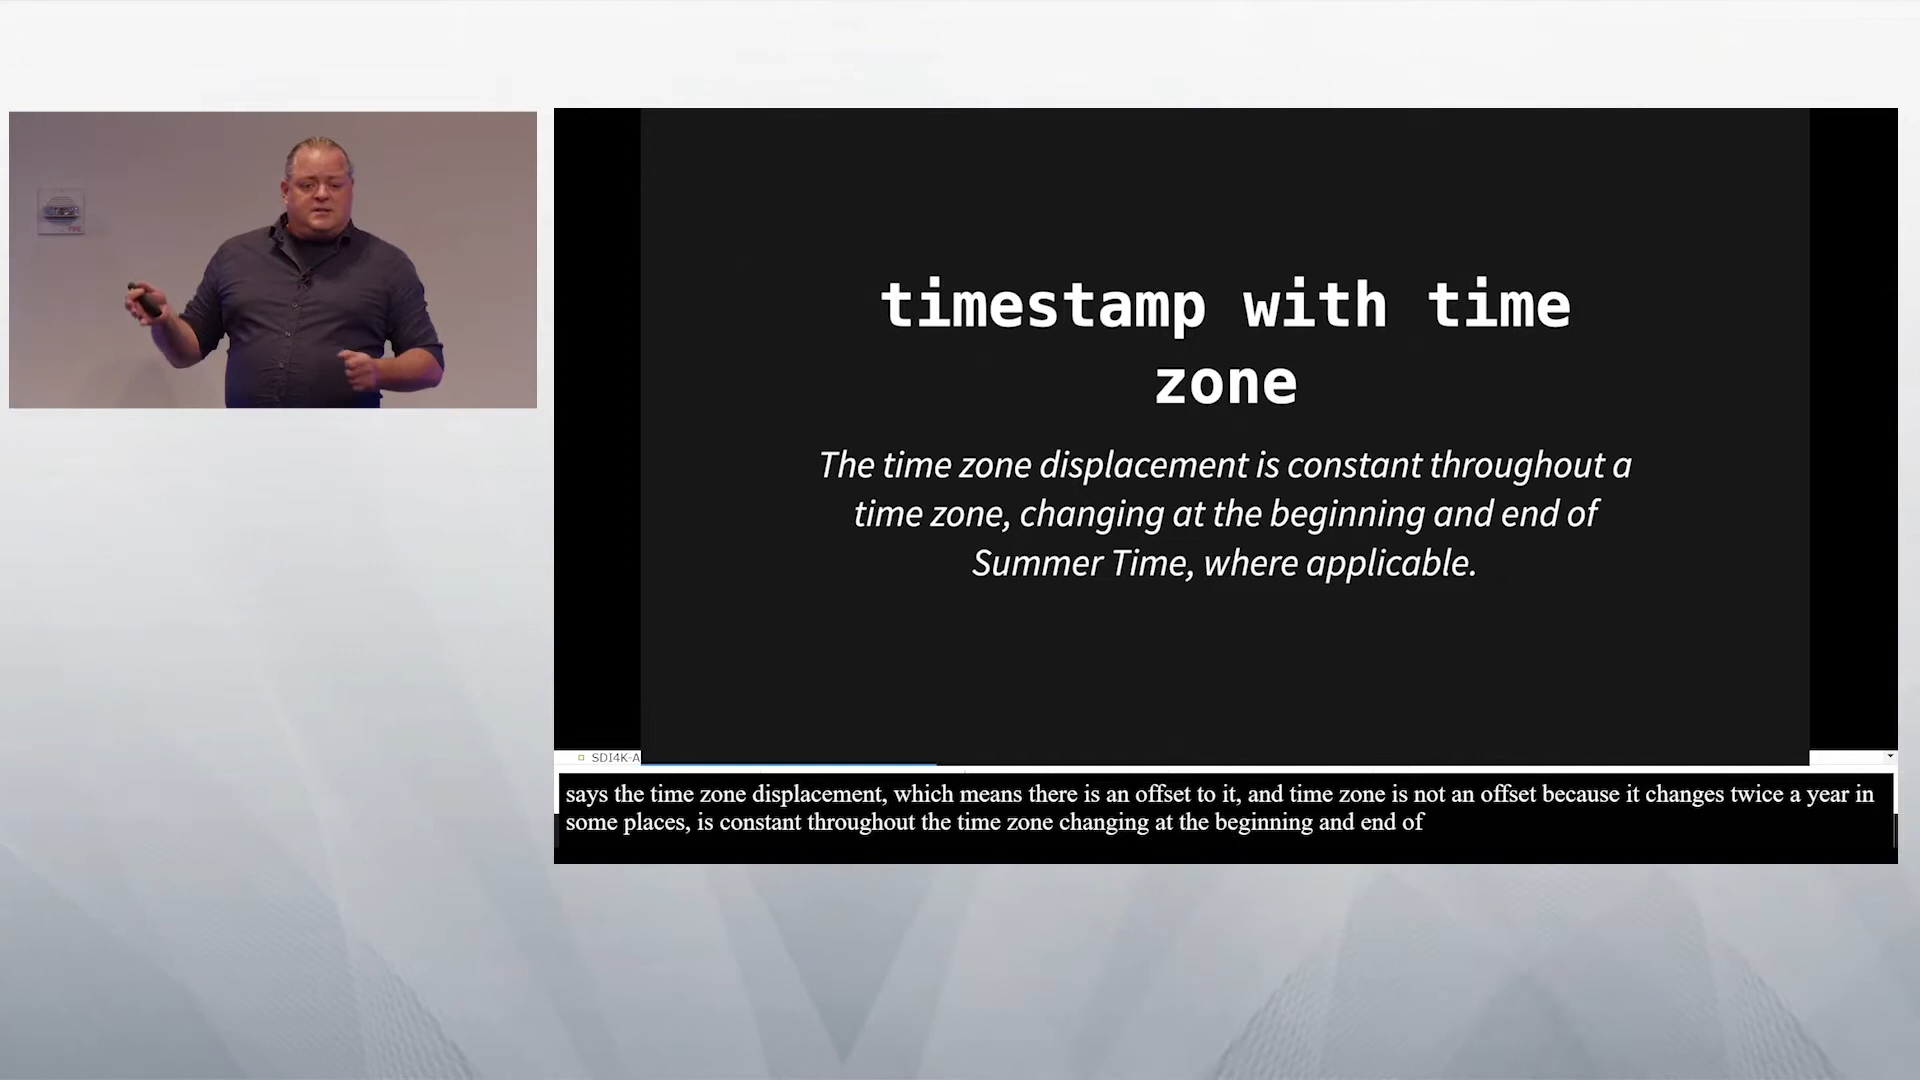 FIRE
timestamp with time
zone
The time zone displacement is constant throughout a
time zone, changing at the beginning and end of
Summer Time, where applicable.
SDI4K-A
says the time zone displacement, which means there is an offset to it, and time zone is not an offset because it changes twice a year in
some places, is constant throughout the time zone changing at the beginning and end of